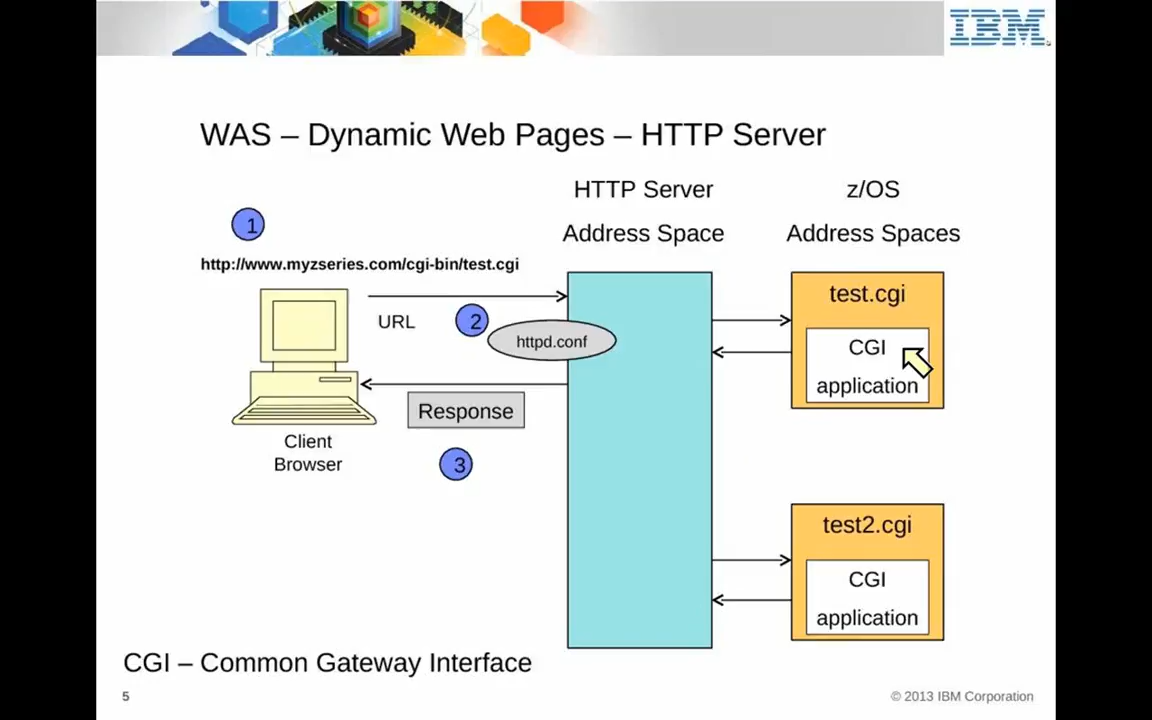 IBM
WAS – Dynamic Web Pages – HTTP Server
HTTP Server
Address Space
z/OS
Address Spaces
1
http://www.myzseries.com/cgi-bin/test.cgi
URL
2
httpd.conf
Response
3
Client
Browser
test.cgi
CGI
application
test2.cgi
CGI
application
CGI – Common Gateway Interface
5
© 2013 IBM Corporation